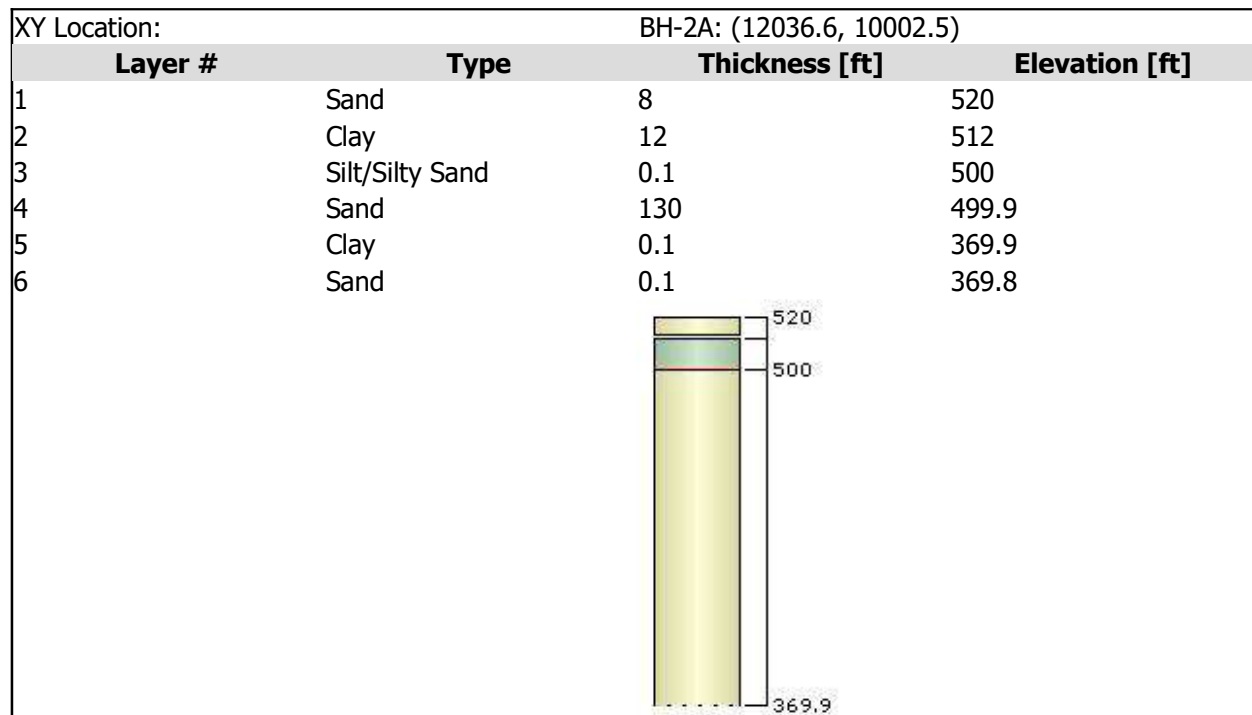 XY Location: BH-2A: (12036.6, 10002.5)
Layer # Type Thickness [ft] Elevation [ft]
1 Sand 8 520
2 Clay 12 512
3 Silt/Silty Sand 0.1 500
4 Sand 130 499.9
5 Clay 0.1 369.9
6 Sand 0.1 369.8
520
500
369.9